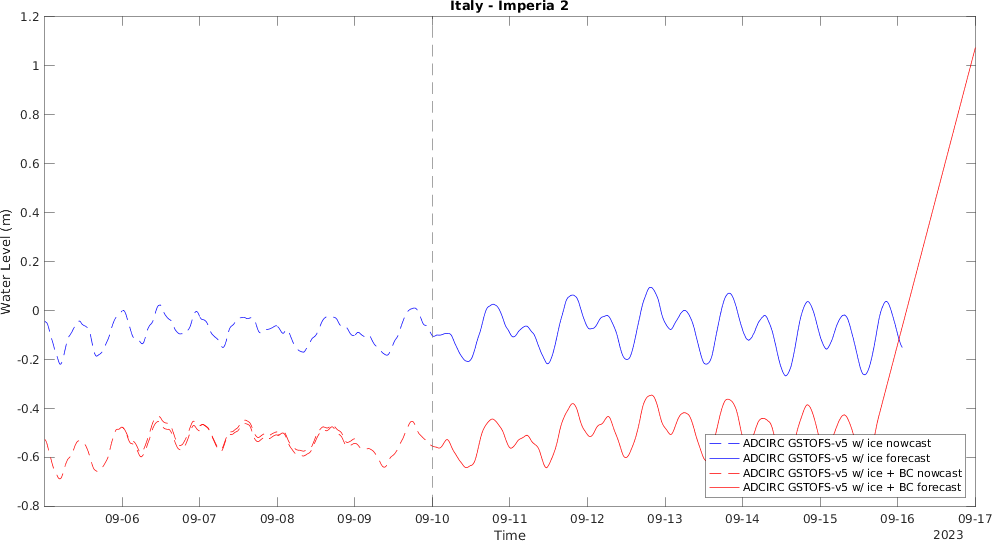 Italy - Imperia 2
1.2
1
0.8
0.6
0.4
0.2
0
-0.2
-0.4
-0.6
-0.8
Water Level (m)
ADCIRC GSTOFS-v5 w/ ice nowcast
ADCIRC GSTOFS-v5 w/ ice forecast
ADCIRC GSTOFS-v5 w/ ice + BC nowcast
ADCIRC GSTOFS-v5 w/ ice + BC forecast
09-06 09-07 09-08 09-09 09-10 09-11 09-12 09-13 09-14 09-15 09-16 09-17
Time
2023